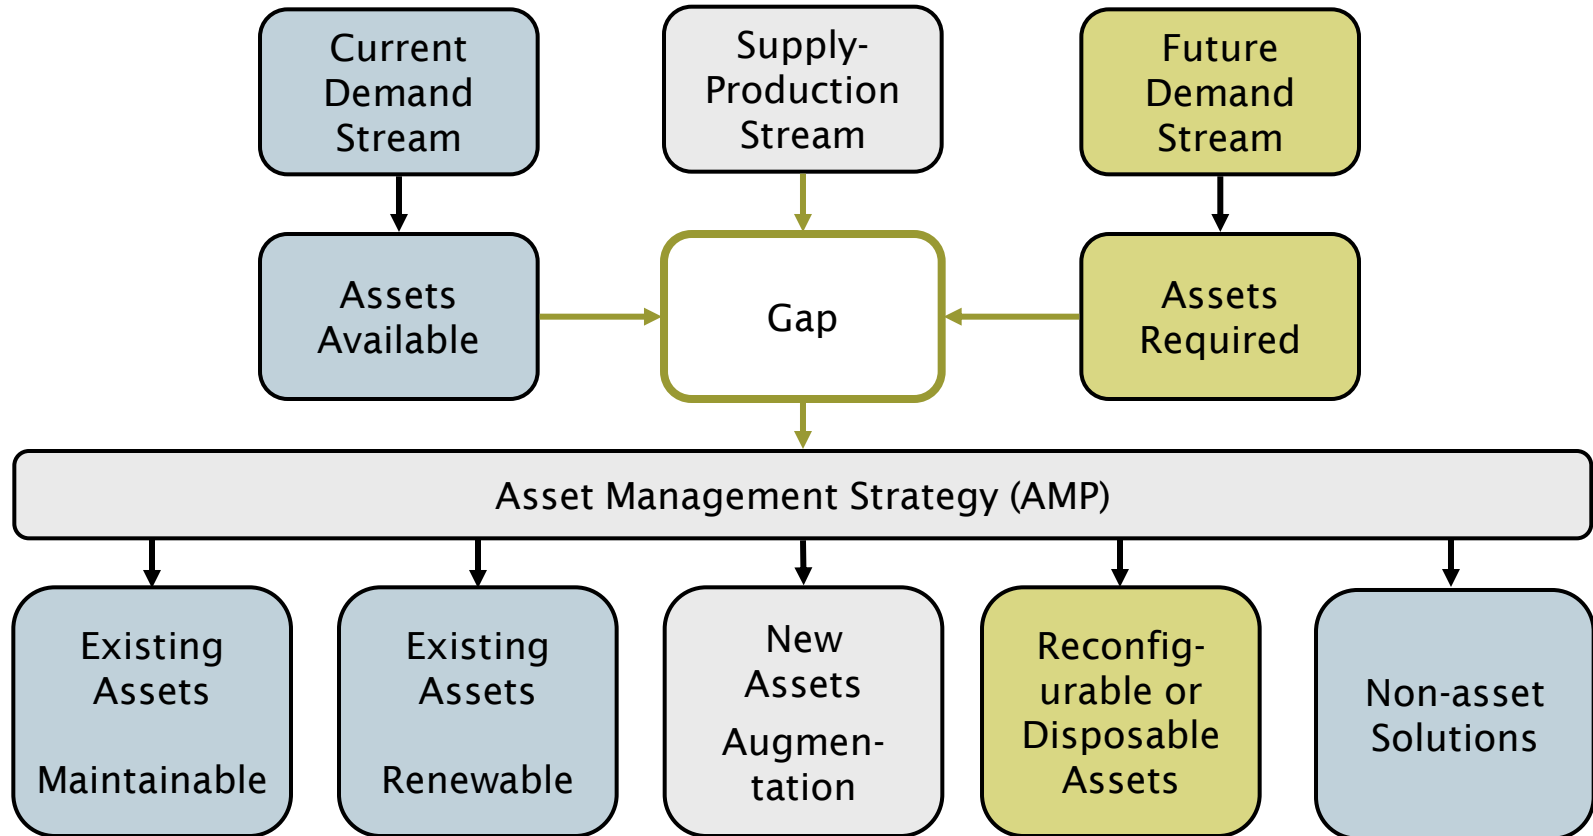 Current
Demand
Stream
Supply-
Production
Stream
Future
Demand
Stream
Assets
Available
Gap
Assets
Required
Asset Management Strategy (AMP)
Existing
Assets
Maintainable
Existing
Assets
Renewable
New
Assets
Augmen-
tation
Reconfig-
urable or
Disposable
Assets
Non-asset
Solutions